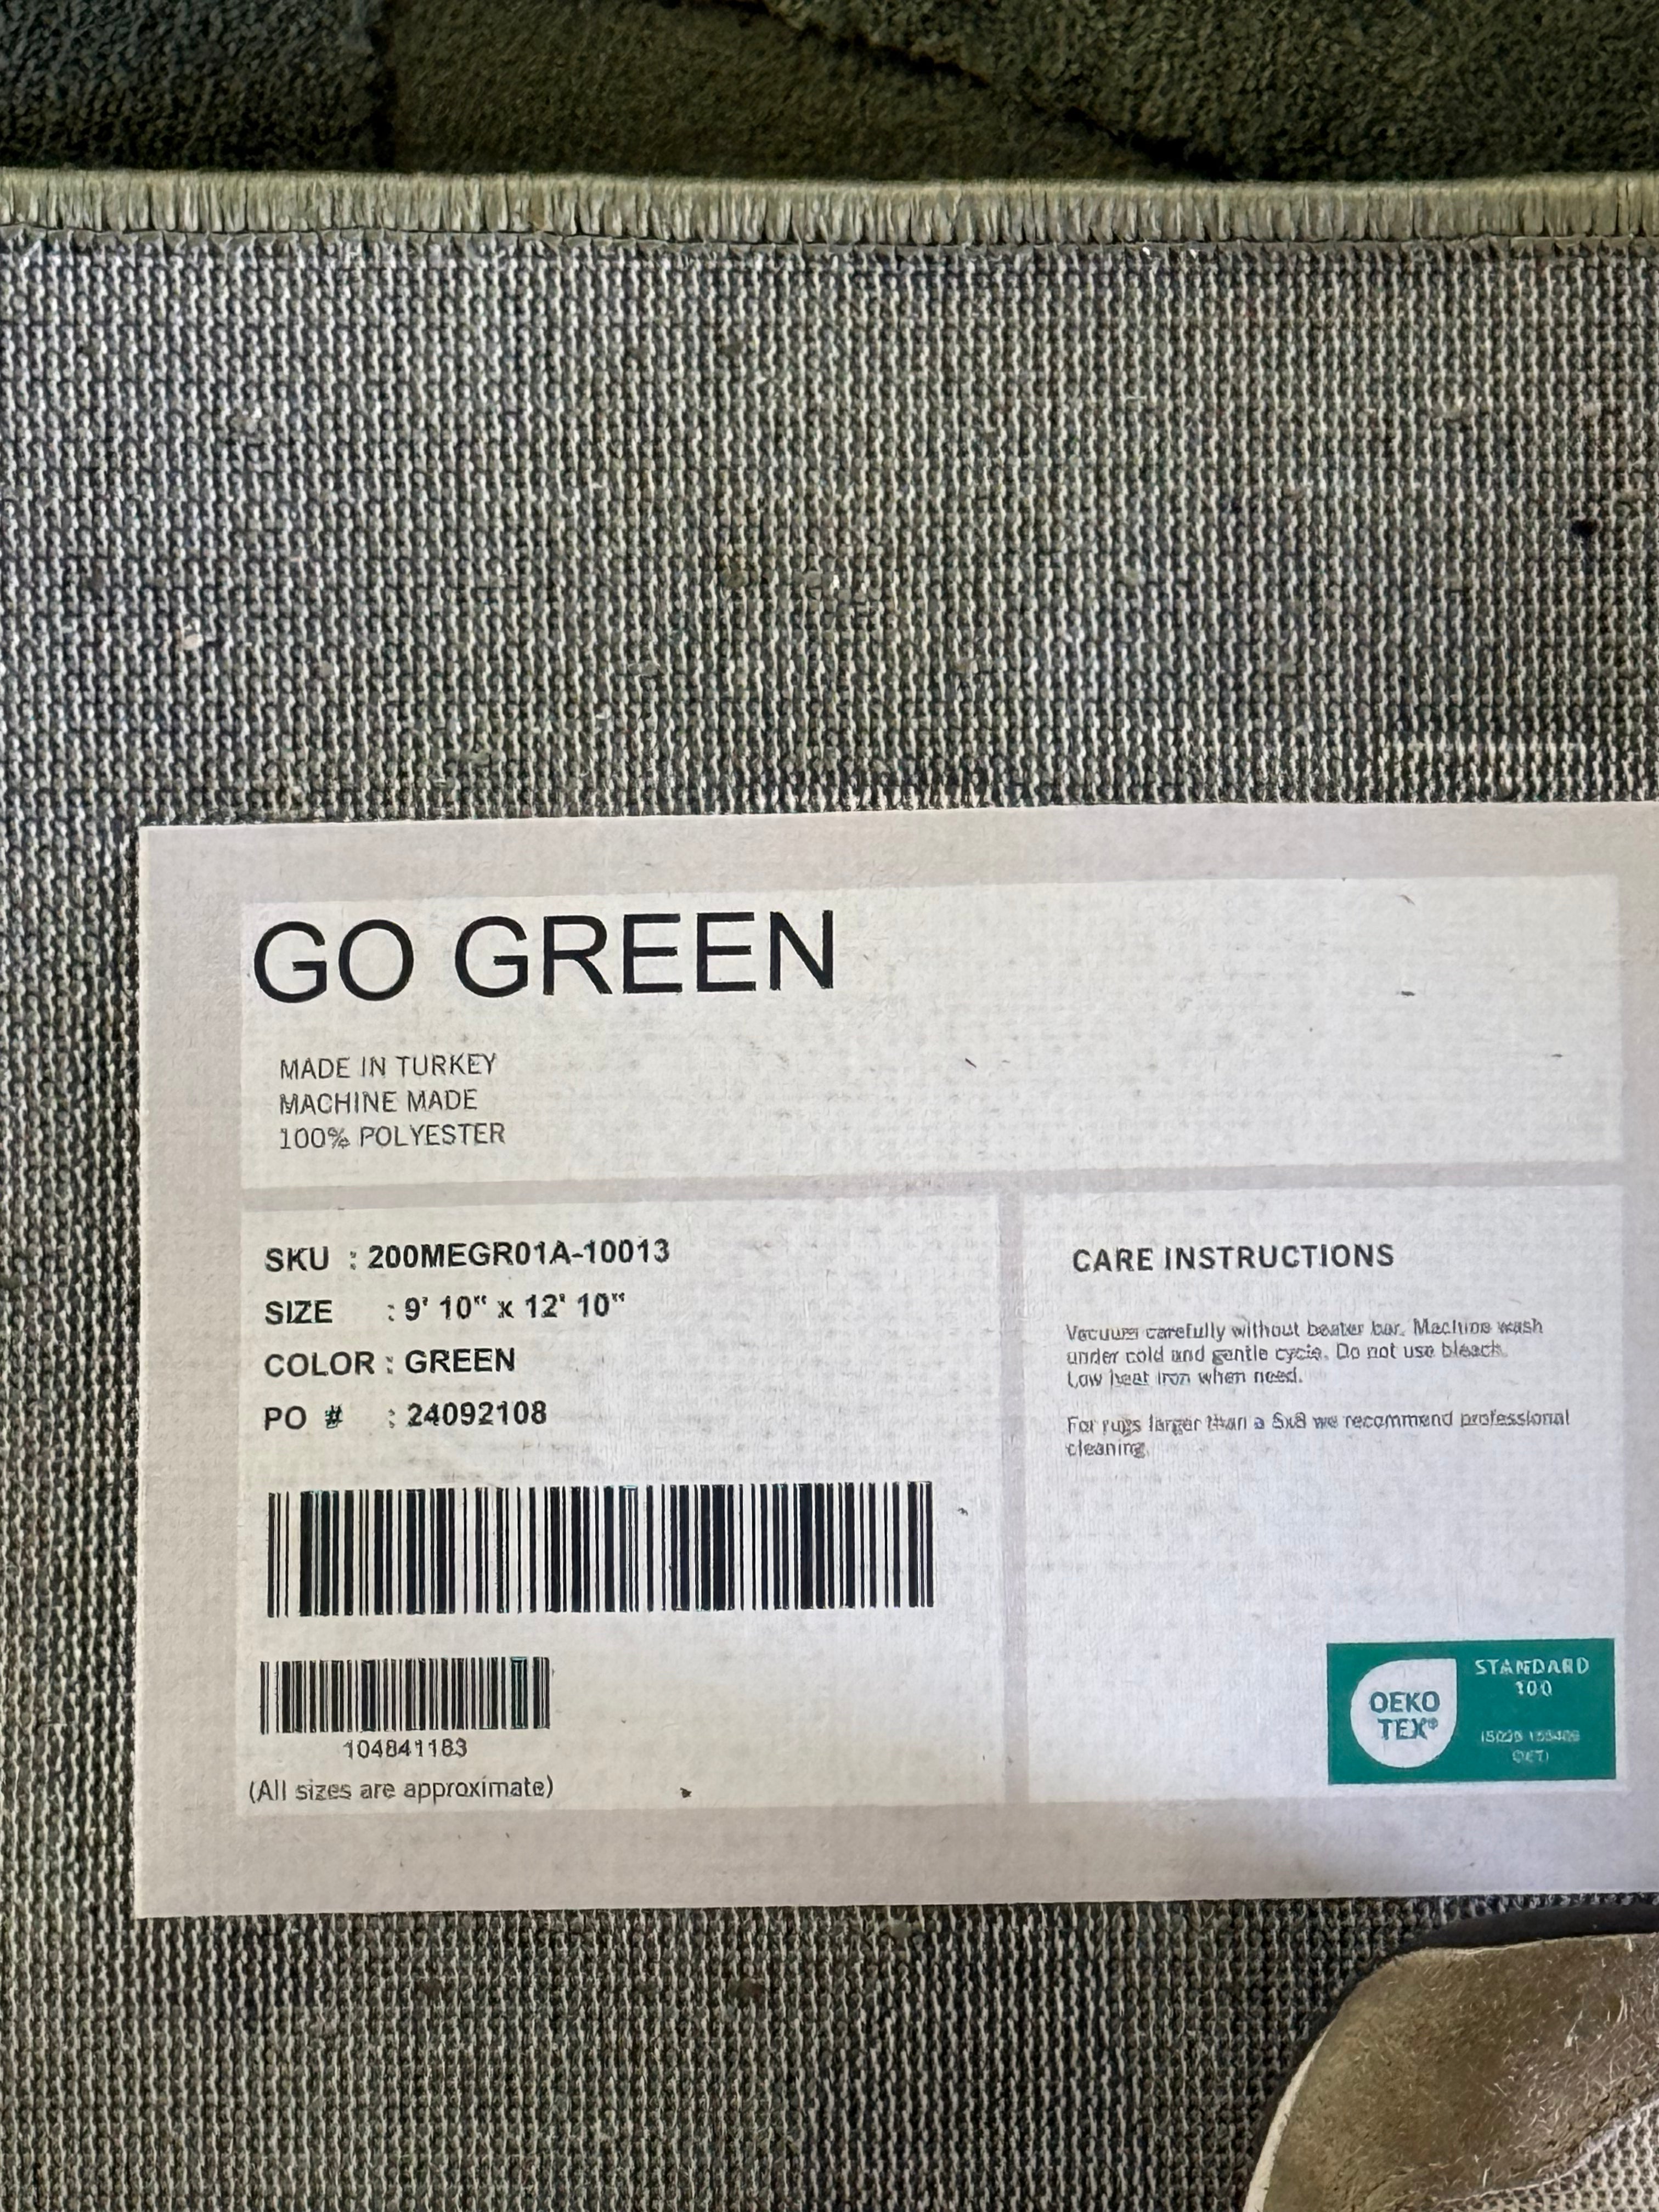 GO GREEN
MADE IN TURKEY
MACHINE MADE
100% POLYESTER
SKU : 200MEGR01A-10013
SIZE : 9' 10" x 12' 10"
COLOR : GREEN
PO # : 24092108
104841183
(All sizes are approximate)
CARE INSTRUCTIONS
Vacuum carefully without beater bar. Machine wash
under cold and gentle cycle. Do not use bleach.
Low heat iron when need.
For rugs larger than a 5x8 we recommend professional
cleaning.
OEKO
TEX®
STANDARD
100